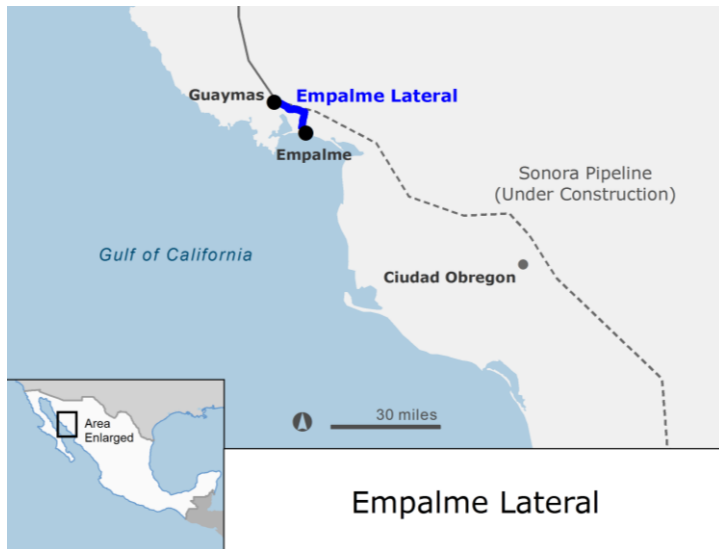 Guaymas
Empalme Lateral
Empalme
Sonora Pipeline
(Under Construction)
Gulf of California
Ciudad Obregon
30 miles
Area
Enlarged
Empalme Lateral